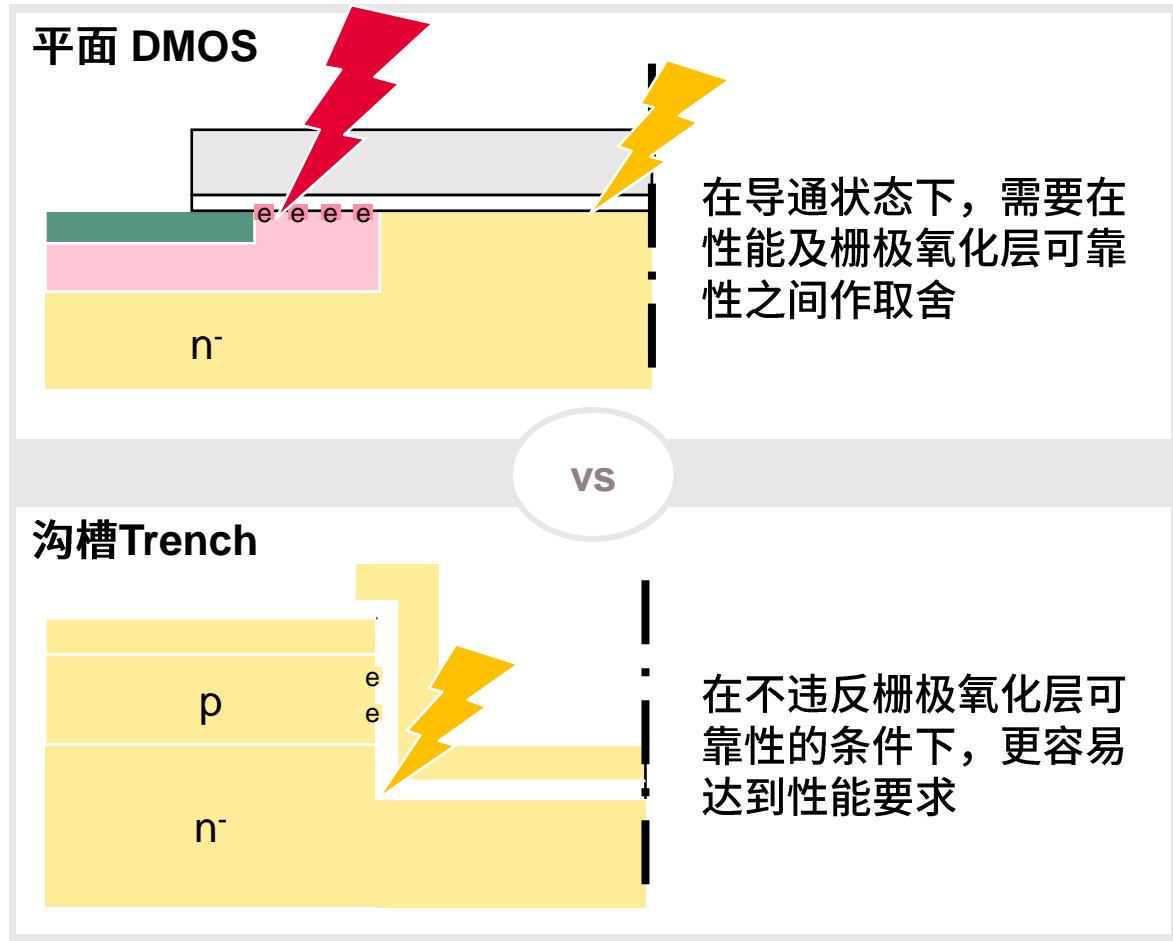 平面 DMOS
e e e e
在导通状态下，需要在
性能及栅极氧化层可靠
性之间作取舍
n-
vs
沟槽Trench
e
p
e
在不违反栅极氧化层可
靠性的条件下，更容易
达到性能要求
n-